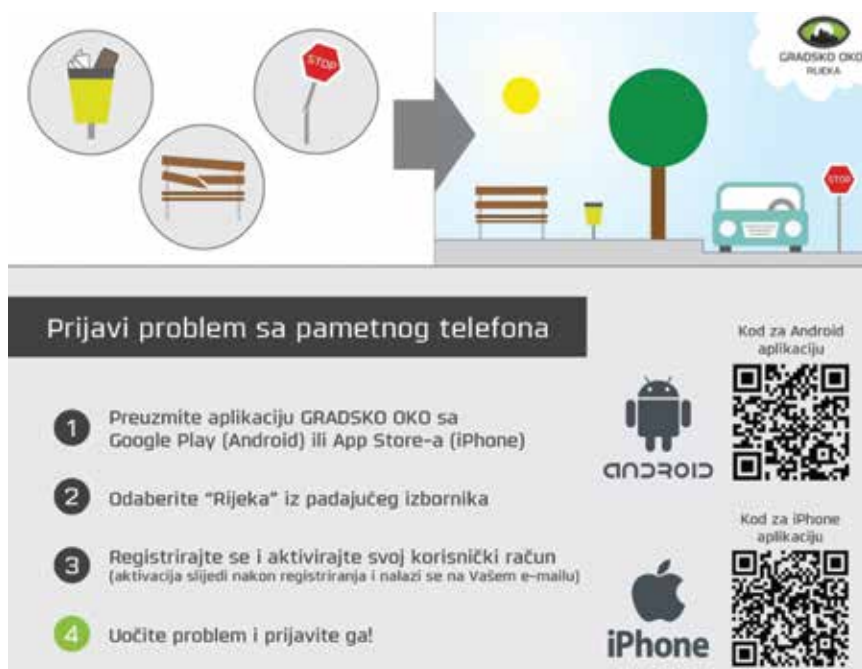 STOP
GRADSKO OKO
RIJEKA
STOP
Prijavi problem sa pametnog telefona
1 Preuzmite aplikaciju GRADSKO OKO sa
Google Play (Android) ili App Store-a (iPhone)
2 Odaberite "Rijeka" iz padajućeg izbornika
3 Registrirajte se i aktivirajte svoj korisnički račun
(aktivacija slijedi nakon registriranja i nalazi se na Vašem e-mailu)
4 Uočite problem i prijavite ga!
Kod za Android
aplikaciju
ANDROID
Kod za iPhone
aplikaciju
iPhone